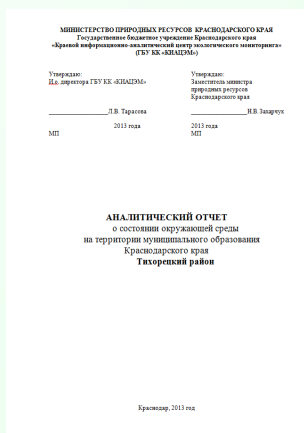 МИНИСТЕРСТВО ПРИРОДНЫХ РЕСУРСОВ КРАСНОДАРСКОГО КРАЯ
Государственное бюджетное учреждение Краснодарского края
«Краевой информационно-аналитический центр экологического мониторинга»
(ГБУ КК «КИАЦЭМ»)
Утверждаю:
И.о. директора ГБУ КК «КИАЦЭМ»
____________________Л.В. Тарасова
2013 года
МП
Утверждаю:
Заместитель министра
природных ресурсов
Краснодарского края
___________________Н.В. Захарчук
2013 года
МП
АНАЛИТИЧЕСКИЙ ОТЧЕТ
о состоянии окружающей среды
на территории муниципального образования
Краснодарского края
Тихорецкий район
Краснодар, 2013 год